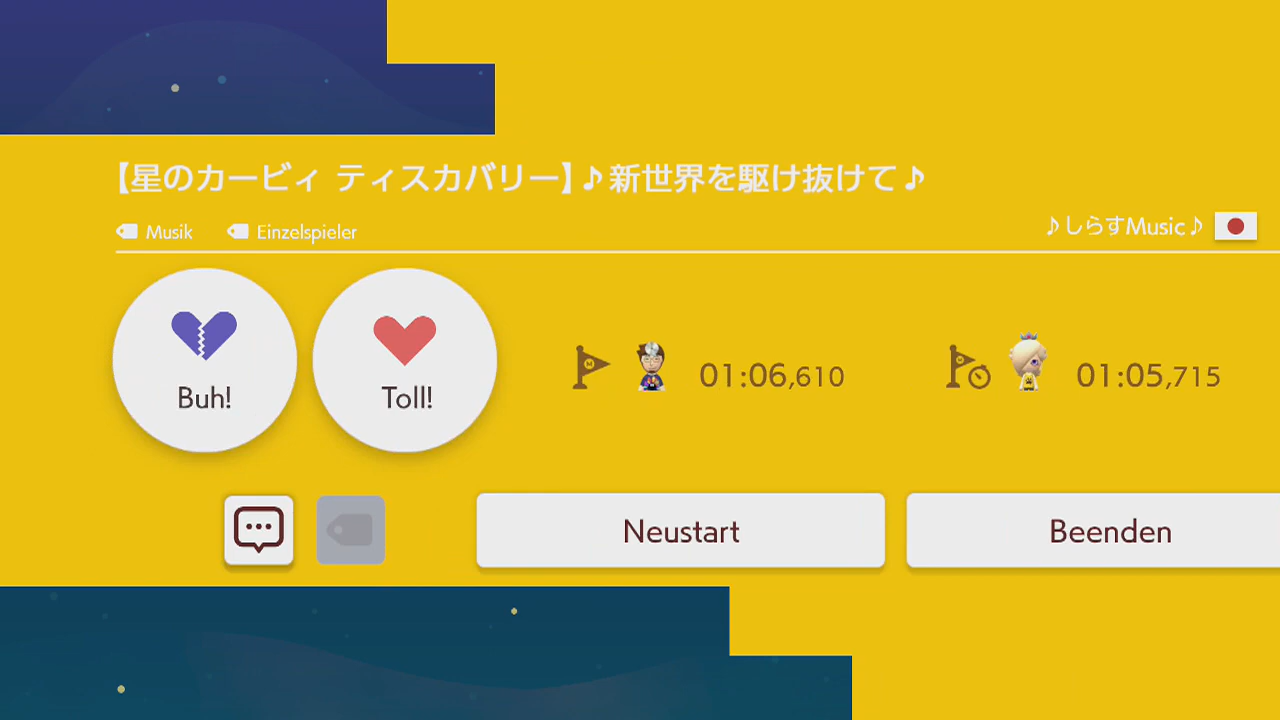 【星のカービィ ティスカバリー】♪新世界を駆け抜けて♪
Musik Einzelspieler
♪しらすMusic♪
Buh!
Toll!
01:06,610
01:05,715
Neustart
Beenden